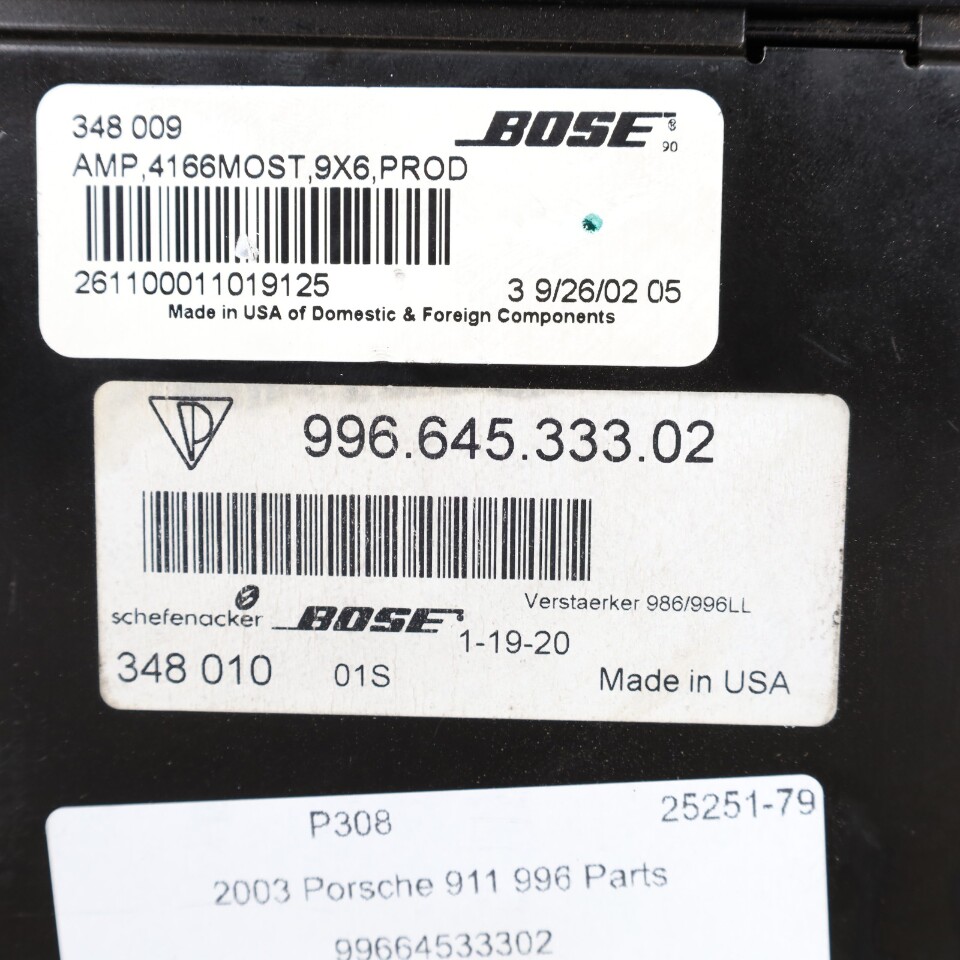 348 009
BOSE ®
90
AMP,4166MOST,9X6,PROD
261100011019125 3 9/26/02 05
Made in USA of Domestic & Foreign Components
996.645.333.02
schefenacker BOSE Verstaerker 986/996LL
1-19-20
348 010 01S Made in USA
P308 25251-79
2003 Porsche 911 996 Parts
99664533302